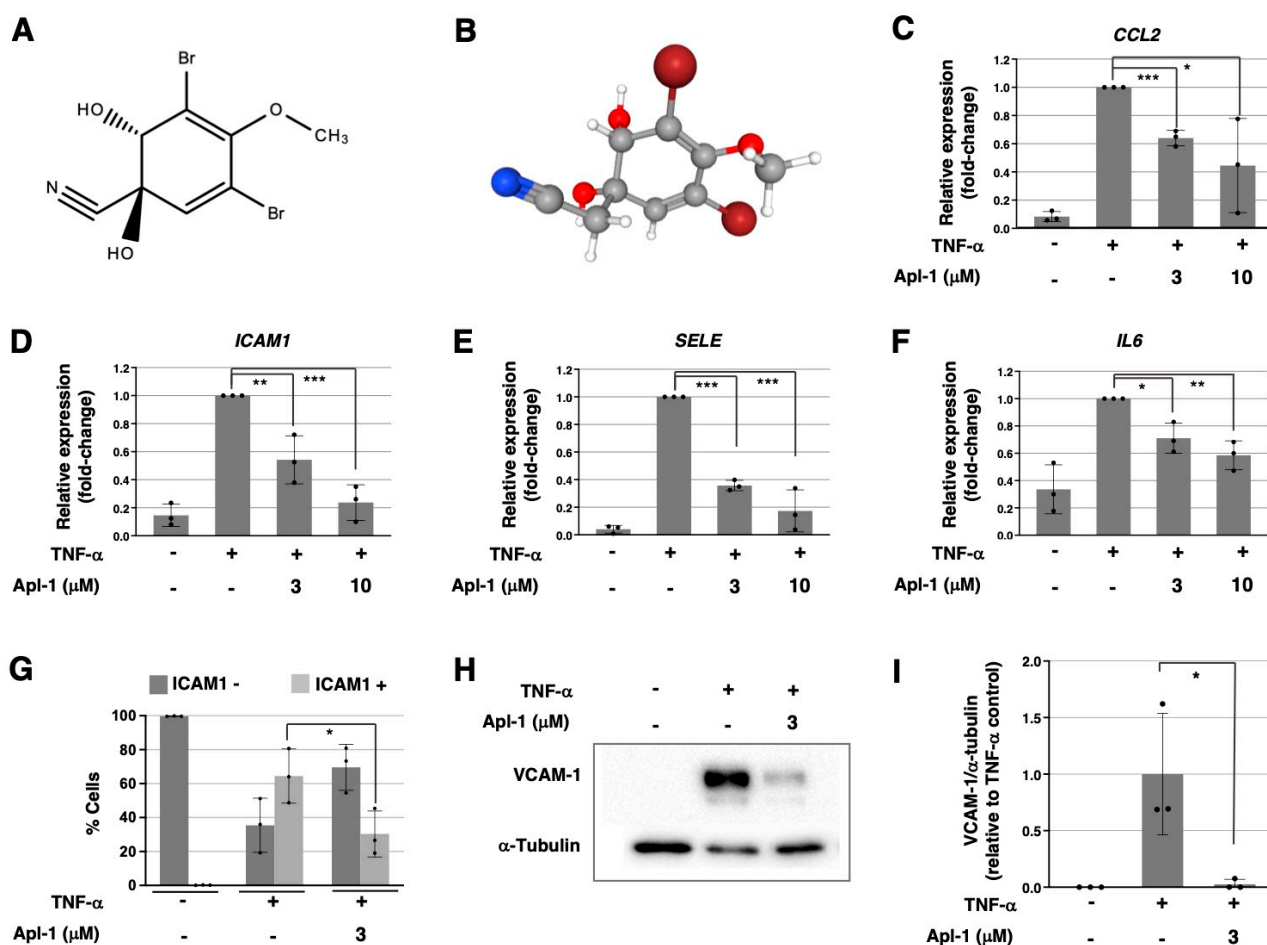 A
Br
HO
O
CH3
N
Br
HO
B
C
CCL2
Relative expression
(fold-change)
1.2
1.0
0.8
0.6
0.4
0.2
0.0
*
***
TNF-α - + + +
Apl-1 (μM) - - 3 10
D
ICAM1
Relative expression
(fold-change)
1.2
1.0
0.8
0.6
0.4
0.2
0.0
** ***
TNF-α - + + +
Apl-1 (μM) - - 3 10
E
SELE
Relative expression
(fold-change)
1.2
1.0
0.8
0.6
0.4
0.2
0.0
*** ***
TNF-α - + + +
Apl-1 (μM) - - 3 10
F
IL6
Relative expression
(fold-change)
1.2
1.0
0.8
0.6
0.4
0.2
0.0
* **
TNF-α - + + +
Apl-1 (μM) - - 3 10
G
ICAM1 - ICAM1 +
% Cells
100
80
60
40
20
0
*
TNF-α - + +
Apl-1 (μM) - - 3
H
TNF-α - + +
Apl-1 (μM) - - 3
VCAM-1
α-Tubulin
I
VCAM-1/α-tubulin
(relative to TNF-α control)
2.0
1.5
1.0
0.5
0.0
*
TNF-α - + +
Apl-1 (μM) - - 3